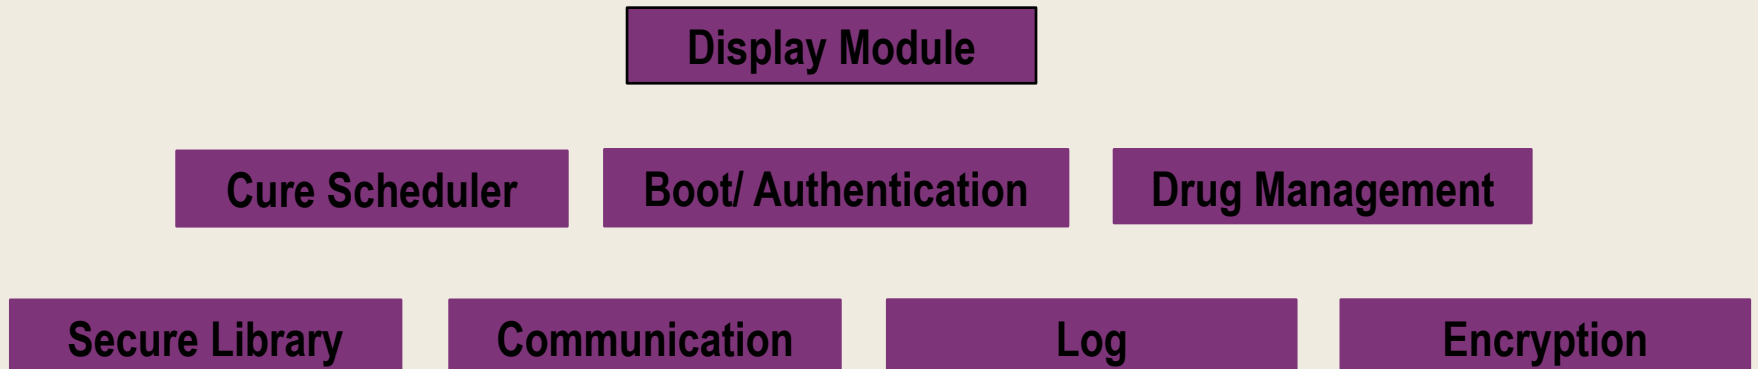 Display Module
Cure Scheduler
Boot/ Authentication
Drug Management
Secure Library
Communication
Log
Encryption